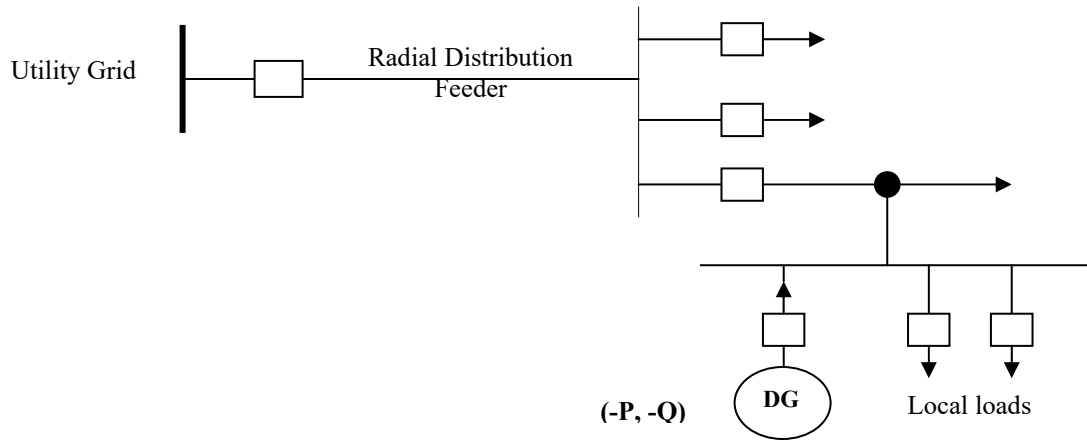 Utility Grid
Radial Distribution
Feeder
(-P, -Q)
DG
Local loads